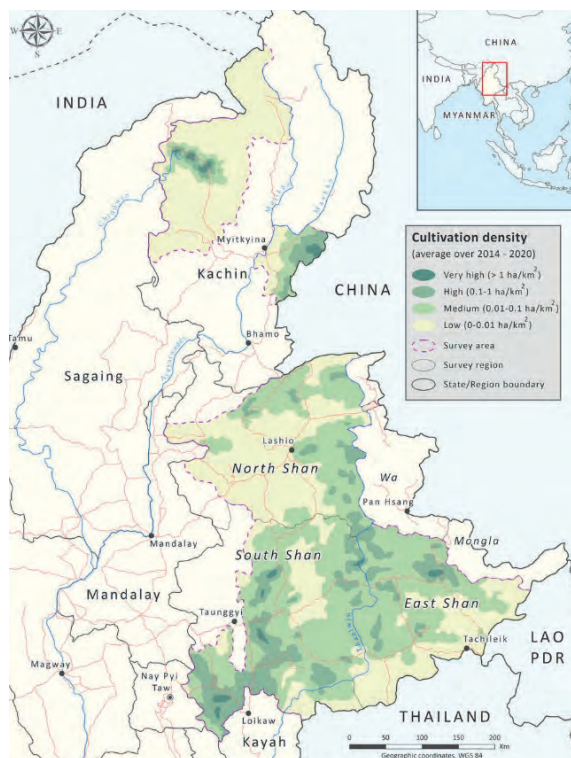 N
W
E
S
CHINA
INDIA
MYANMAR
INDIA
Chindwin
Malikha
Myitkyina
Kachin
Cultivation density
(average over 2014 - 2020)
Very high (> 1 ha/km²)
High (0.1-1 ha/km²)
Medium (0.01-0.1 ha/km²)
Low (0-0.01 ha/km²)
Survey area
Survey region
State/Region boundary
CHINA
Tamu
Bhamo
Sagaing
Lashio
North Shan
Wa
Pan Hsang
Mongla
Mandalay
South Shan
Mandalay
East Shan
Taunggyi
Thanlwin
Tachileik
LAO
PDR
Magway
Nay Pyi
Taw
Loikaw
Kayah
THAILAND
0 50 100 150 200
Km
Geographic coordinates, WGS 84